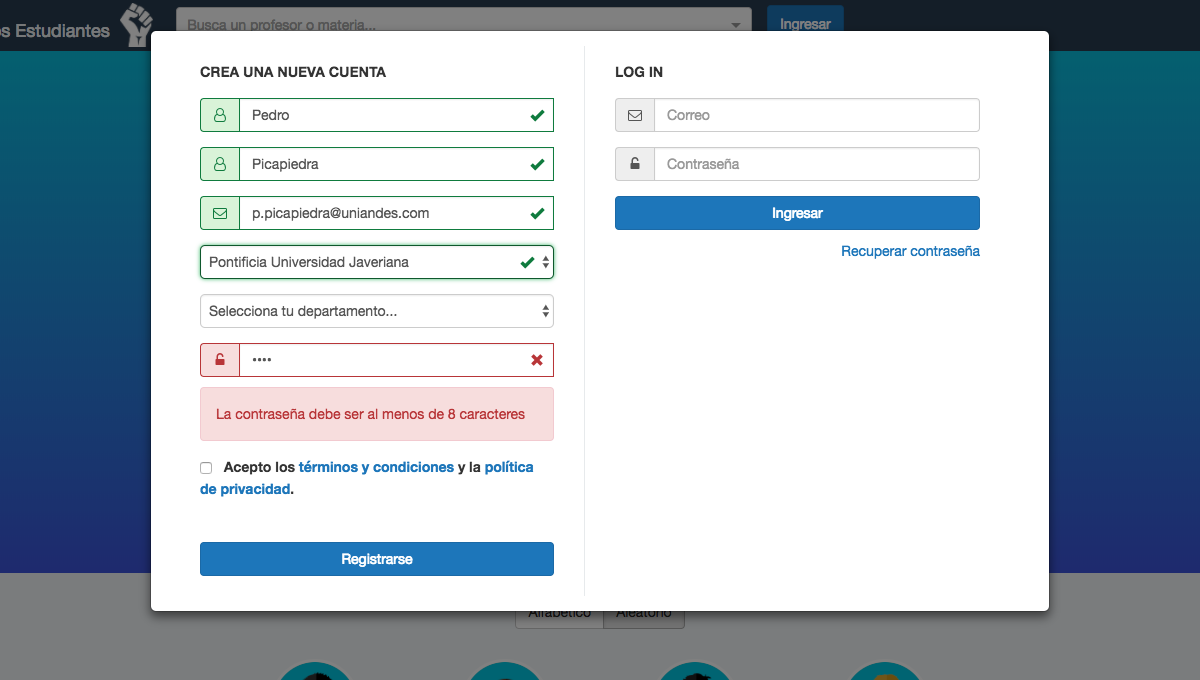 s Estudiantes
Busca un profesor o materia...
Ingresar
CREA UNA NUEVA CUENTA
Pedro
Picapiedra
p.picapiedra@uniandes.com
Pontificia Universidad Javeriana
Selecciona tu departamento...
••••
La contraseña debe ser al menos de 8 caracteres
Acepto los términos y condiciones y la política
de privacidad.
Registrarse
LOG IN
Correo
Contraseña
Ingresar
Recuperar contraseña
Alfabético
Aleatorio